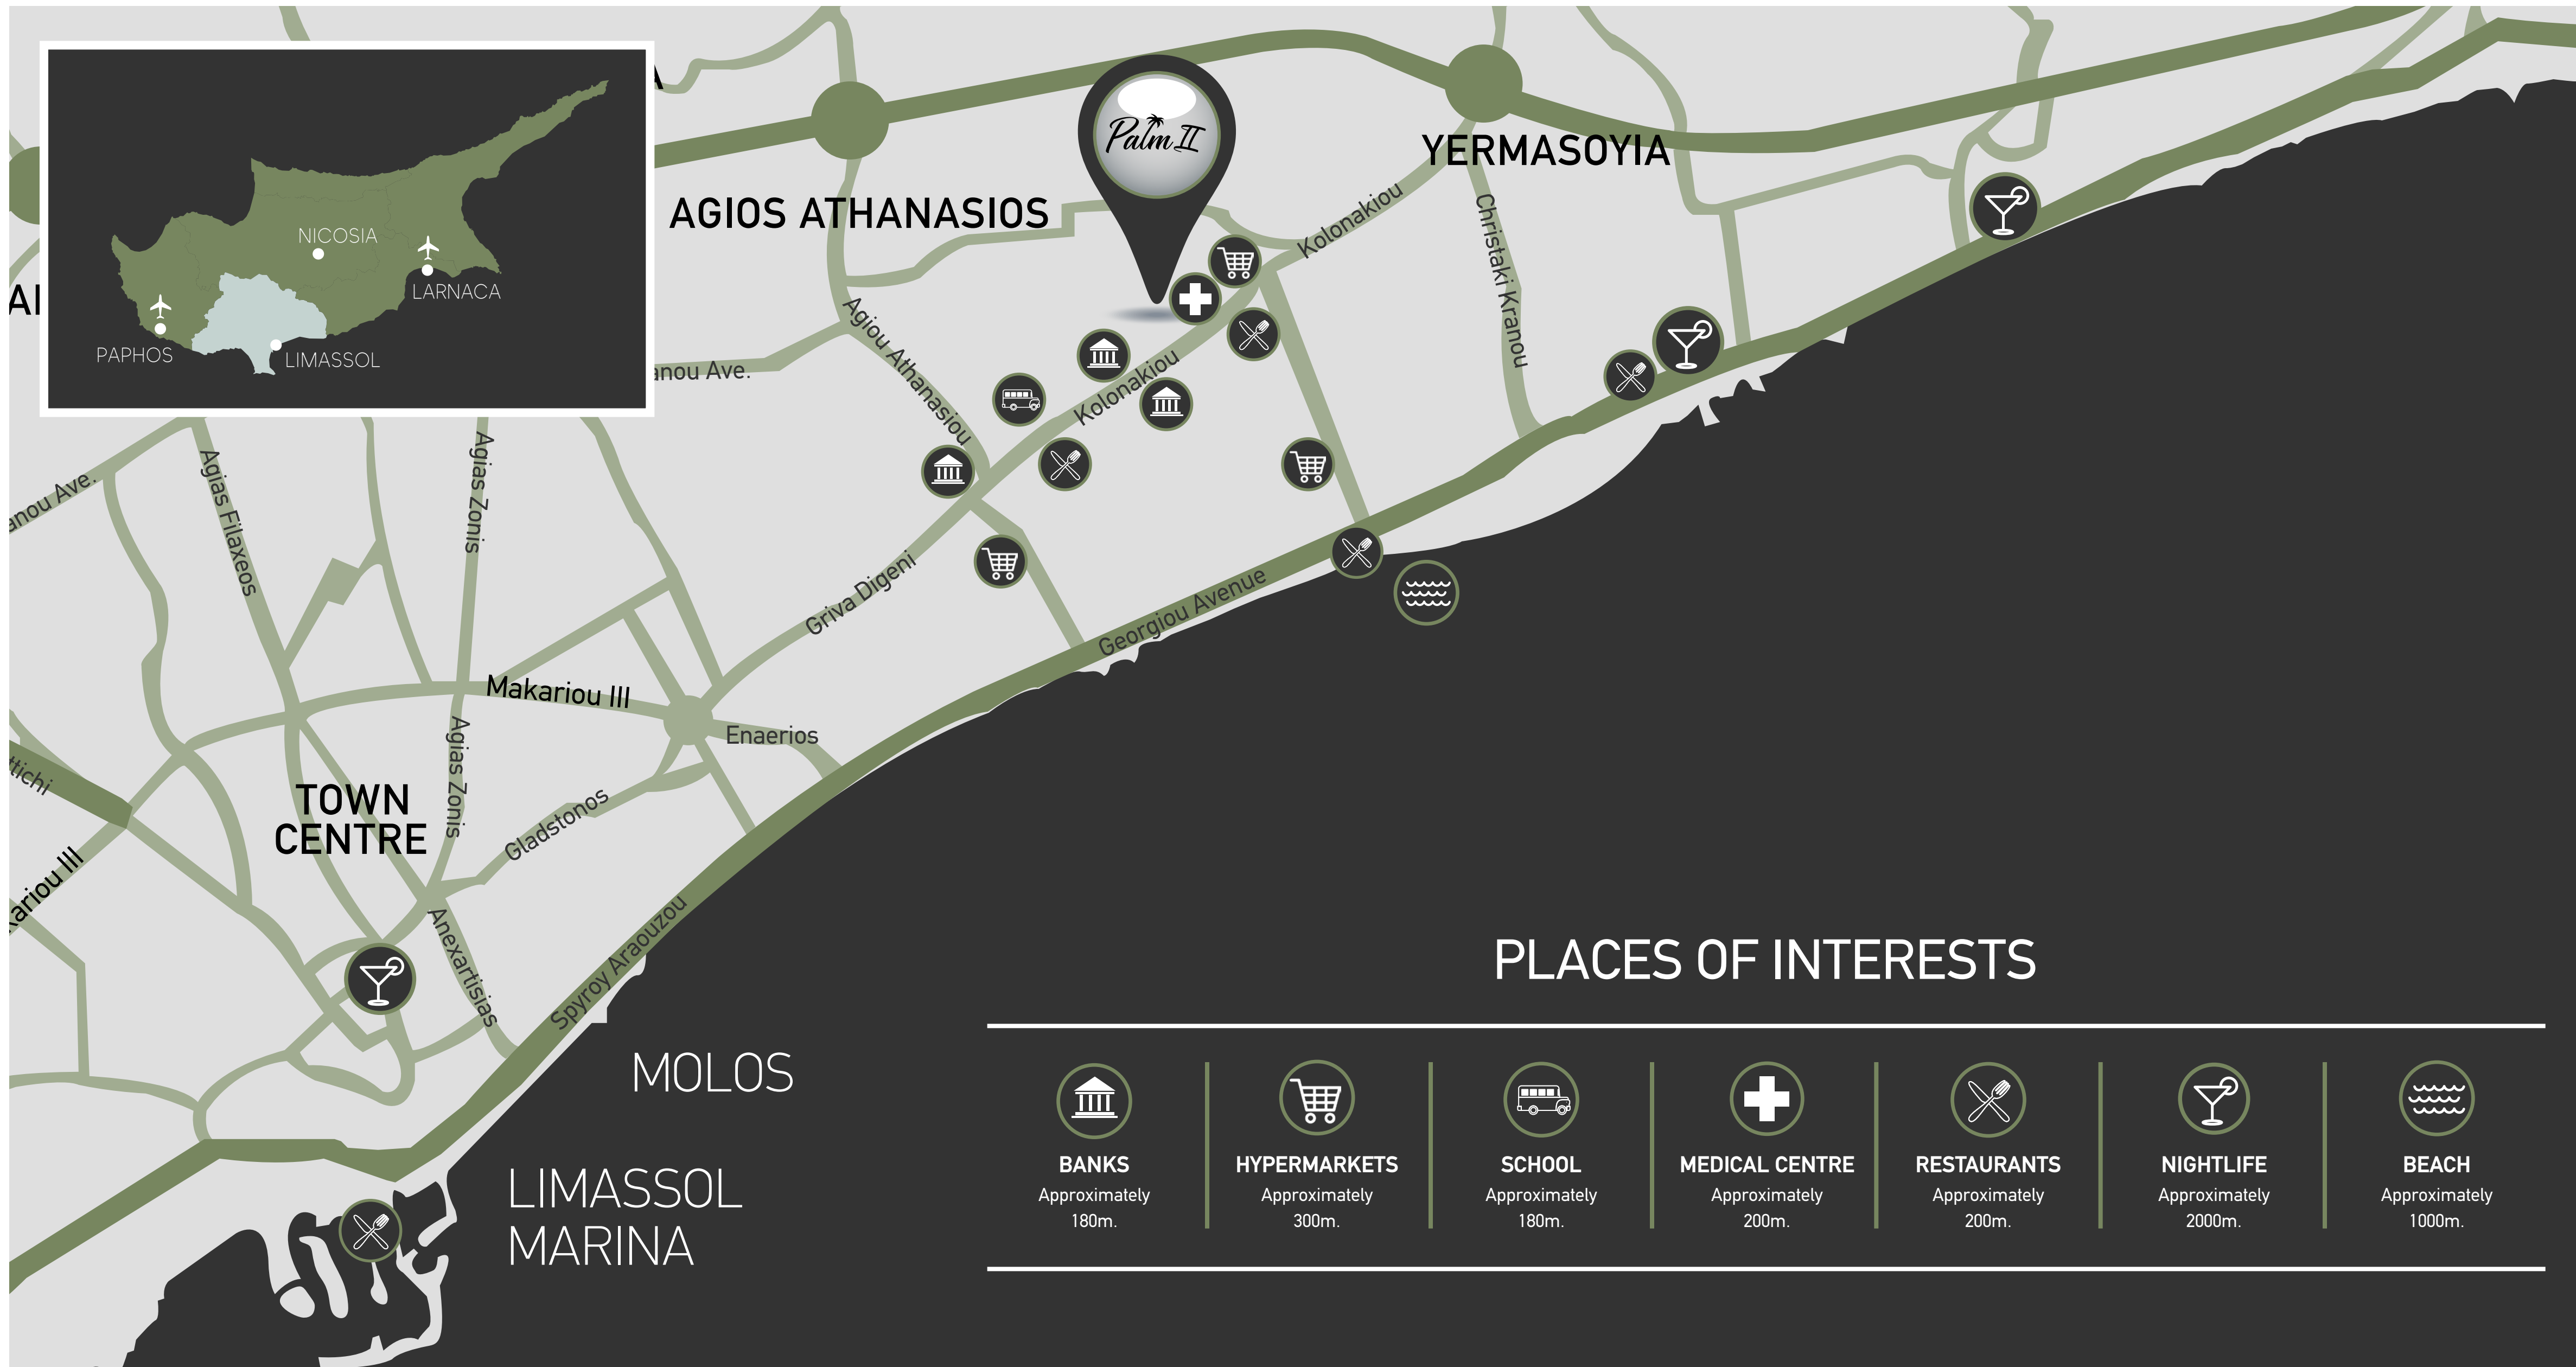 NICOSIA
LARNACA
PAPHOS
LIMASSOL
Palm II
YERMASOYIA
AGIOS ATHANASIOS
Kolonakiou
Christaki Kranou
Agiou Athanasiou
anou Ave.
Kolonakiou
anou Ave.
Agias Filaxeos
Agias Zonis
Griva Digeni
Georgiou Avenue
Makariou III
Enaerios
Agias Zonis
ttichi
TOWN
CENTRE
Gladstonos
kariou III
Anexartisias
Spyroy Araouzou
MOLOS
LIMASSOL
MARINA
PLACES OF INTERESTS
BANKS
Approximately
180m.
HYPERMARKETS
Approximately
300m.
SCHOOL
Approximately
180m.
MEDICAL CENTRE
Approximately
200m.
RESTAURANTS
Approximately
200m.
NIGHTLIFE
Approximately
2000m.
BEACH
Approximately
1000m.